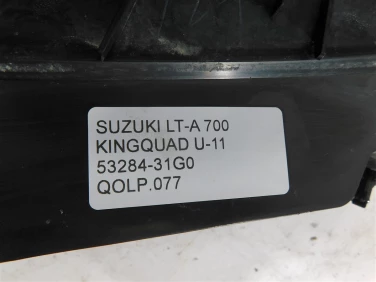 SUZUKI LT-A 700
KINGQUAD U-11
53284-31G0
QOLP.077